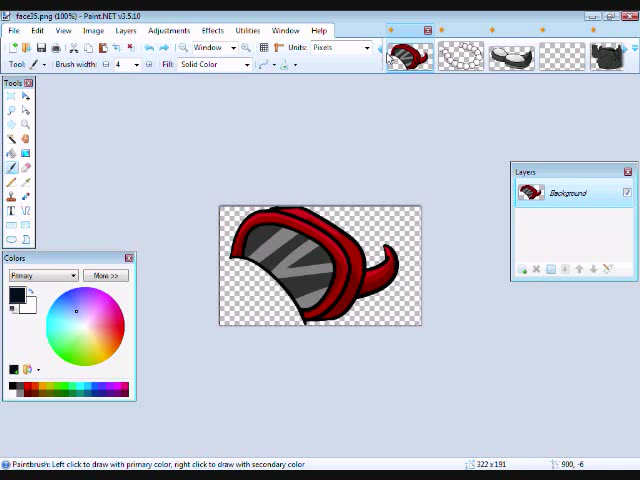 face35.png (100%) - Paint.NET v3.5.10
File Edit View Image Layers Adjustments Effects Utilities Window Help
Window Units: Pixels
Tool: Brush width: 4 Fill: Solid Color
Tools
Layers
Background
Colors
Primary More >>
Paintbrush: Left click to draw with primary color, right click to draw with secondary color 322 x 191 900, -6